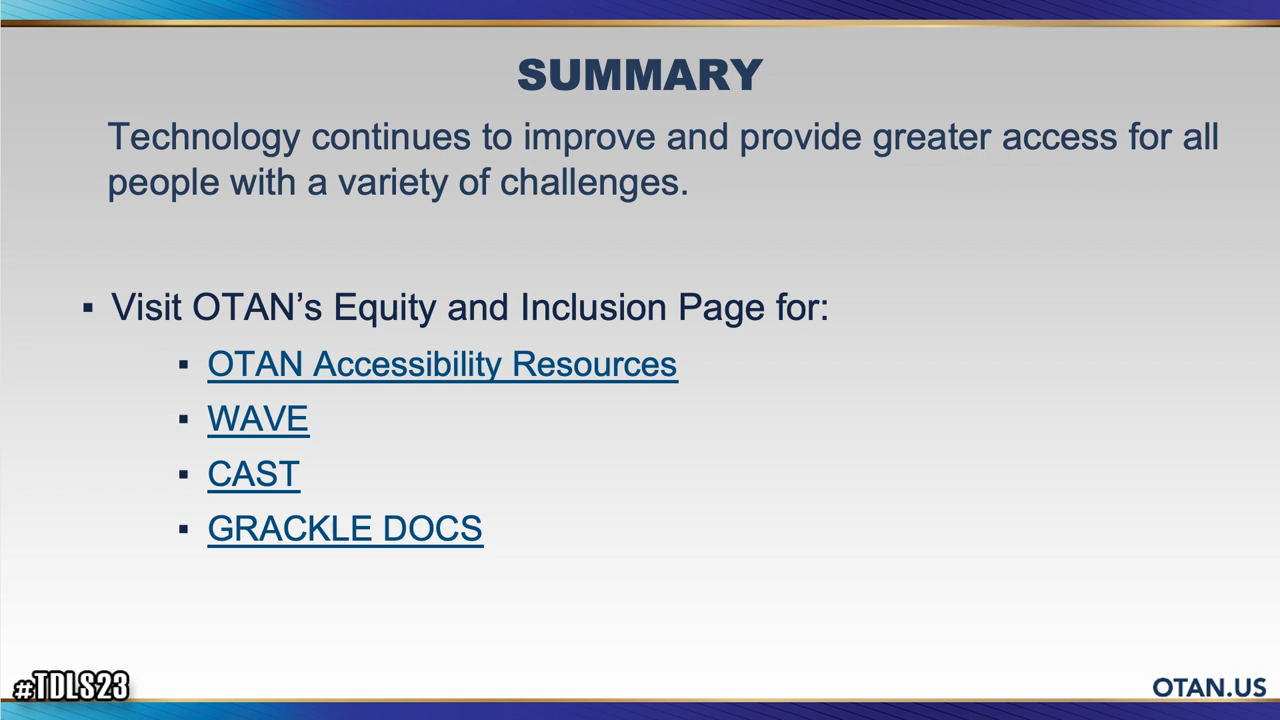 SUMMARY
Technology continues to improve and provide greater access for all
people with a variety of challenges.
▪ Visit OTAN’s Equity and Inclusion Page for:
▪ OTAN Accessibility Resources
▪ WAVE
▪ CAST
▪ GRACKLE DOCS
#TDLS23
OTAN.US